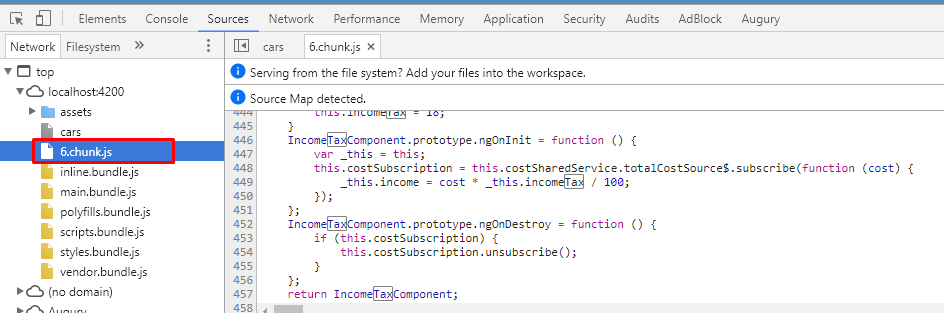 Elements Console Sources Network Performance Memory Application Security Audits AdBlock Augury
Network Filesystem » cars 6.chunk.js ×
top
Serving from the file system? Add your files into the workspace.
localhost:4200
Source Map detected.
assets
cars
6.chunk.js
inline.bundle.js
main.bundle.js
polyfills.bundle.js
scripts.bundle.js
styles.bundle.js
vendor.bundle.js
(no domain)
Augury
444 this.incomeTax = 18;
445 }
446 IncomeTaxComponent.prototype.ngOnInit = function () {
447 var _this = this;
448 this.costSubscription = this.costSharedService.totalCostSource$.subscribe(function (cost) {
449 _this.income = cost * _this.incomeTax / 100;
450 });
451 };
452 IncomeTaxComponent.prototype.ngOnDestroy = function () {
453 if (this.costSubscription) {
454 this.costSubscription.unsubscribe();
455 }
456 };
457 return IncomeTaxComponent;
458